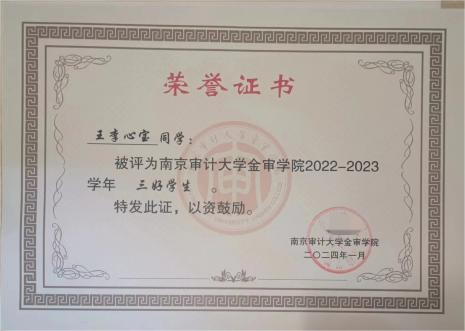 荣誉证书
王李心宝 同学：
被评为南京审计大学金审学院2022-2023
学年 三好学生 。
特发此证，以资鼓励。
南京审计大学金审学院
二〇二四年一月